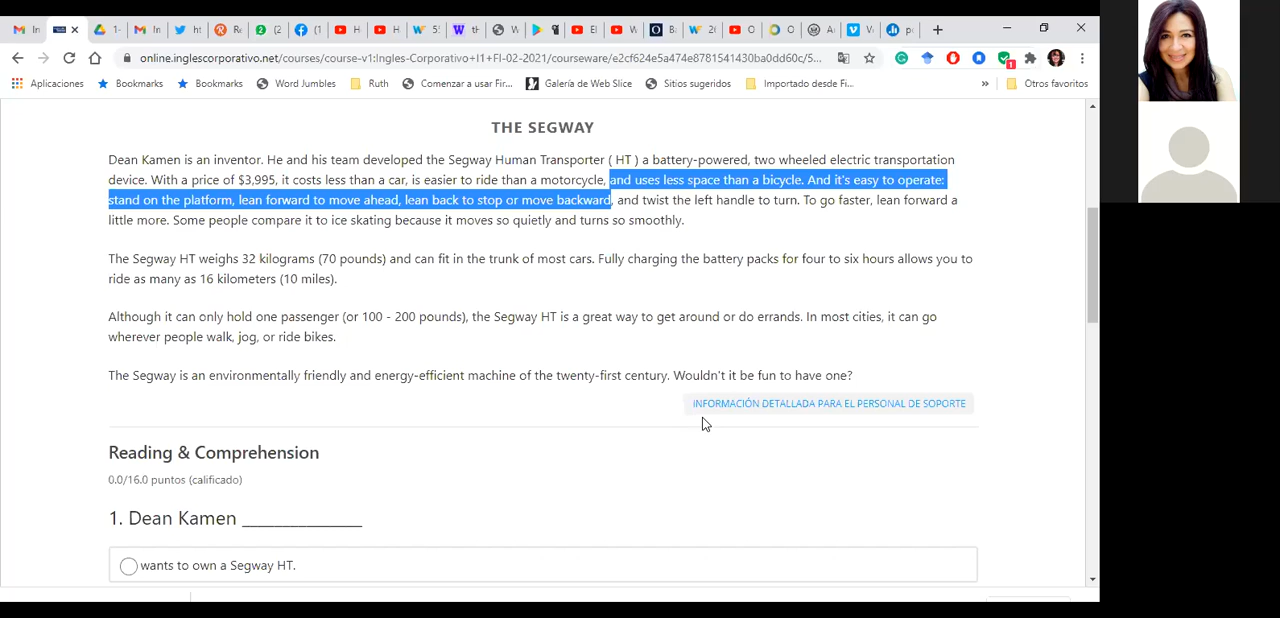 online.inglescorporativo.net/courses/course-v1:Ingles-Corporativo+I1+FI-02-2021/courseware/e2cf624e5a474e8781541430ba0dd60c/5...
Aplicaciones Bookmarks Bookmarks Word Jumbles Ruth Comenzar a usar Fir... Galería de Web Slice Sitios sugeridos Importado desde Fi... » Otros favoritos
THE SEGWAY
Dean Kamen is an inventor. He and his team developed the Segway Human Transporter ( HT ) a battery-powered, two wheeled electric transportation
device. With a price of $3,995, it costs less than a car, is easier to ride than a motorcycle, and uses less space than a bicycle. And it's easy to operate:
stand on the platform, lean forward to move ahead, lean back to stop or move backward, and twist the left handle to turn. To go faster, lean forward a
little more. Some people compare it to ice skating because it moves so quietly and turns so smoothly.
The Segway HT weighs 32 kilograms (70 pounds) and can fit in the trunk of most cars. Fully charging the battery packs for four to six hours allows you to
ride as many as 16 kilometers (10 miles).
Although it can only hold one passenger (or 100 - 200 pounds), the Segway HT is a great way to get around or do errands. In most cities, it can go
wherever people walk, jog, or ride bikes.
The Segway is an environmentally friendly and energy-efficient machine of the twenty-first century. Wouldn't it be fun to have one?
INFORMACIÓN DETALLADA PARA EL PERSONAL DE SOPORTE
Reading & Comprehension
0.0/16.0 puntos (calificado)
1. Dean Kamen _______________
wants to own a Segway HT.